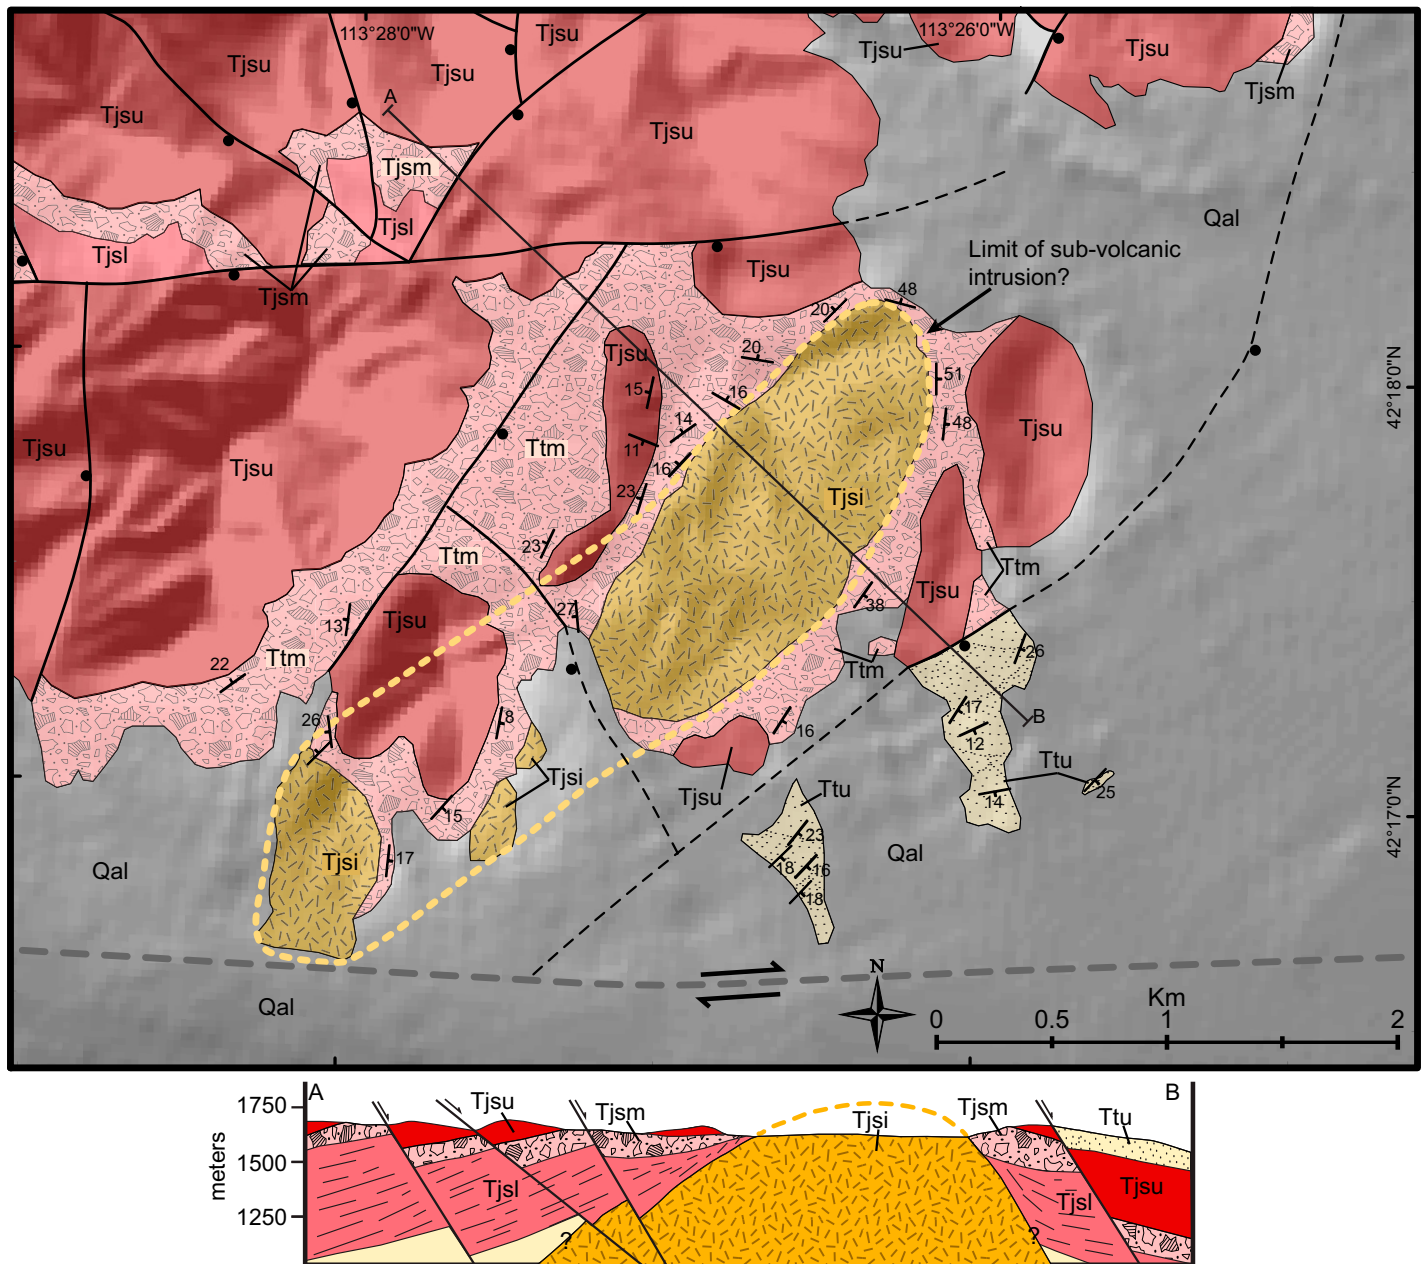 113°28'0"W
113°26'0"W
Tjsu
Tjsu
Tjsu
Tjsu
Tjsu
Tjsu
Tjsu
Tjsm
A
Tjsm
Tjsl
Tjsl
Tjsm
Qal
Limit of sub-volcanic
intrusion?
Tjsu
48
20
20
Tjsu
15
16
51
14
48
11
16
23
42°18'0"N
Tjsu
Tjsu
Tjsu
Ttm
Tjsi
23
Ttm
Ttm
Tjsu
Tjsu
27
38
13
Ttm
22
Ttm
26
B
17
12
26
8
16
Tjsi
Tjsu
Ttu
Ttu
25
14
15
23
18
16
18
42°17'0"N
Qal
Tjsi
17
Qal
Qal
N
Km
0 0.5 1 2
A
B
1750
1500
1250
meters
Tjsu
Tjsm
Tjsi
Tjsm
Ttu
Tjsl
Tjsl
Tjsu
?
?